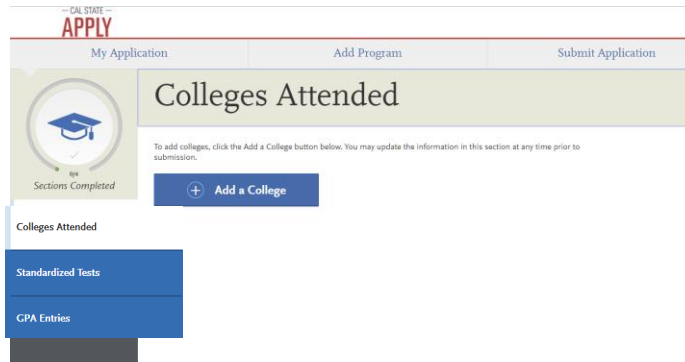 — CAL STATE —
APPLY
My Application
Add Program
Submit Application
Colleges Attended
To add colleges, click the Add a College button below. You may update the information in this section at any time prior to
submission.
Sections Completed
Add a College
Colleges Attended
Standardized Tests
GPA Entries